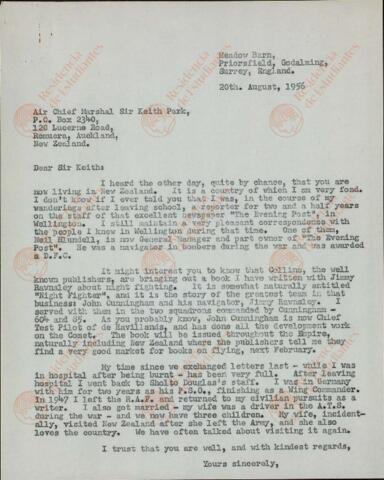 Meadow Barn,
Priorsfield, Godalming,
Surrey, England.
20th. August, 1956
Air Chief Marshal Sir Keith Park,
P.O. Box 2340,
120 Lucerne Road,
Remuera, Auckland,
New Zealand.
Dear Sir Keith:
I heard the other day, quite by chance, that you are
now living in New Zealand. It is a country of which I am very fond.
I don't know if I ever told you that I was, in the course of my
wanderings after leaving school, a reporter for two and a half years
on the staff of that excellent newspaper "The Evening Post", in
Wellington. I still maintain a very pleasant correspondence with
the people I knew in Wellington during that time. One of them,
Neil Blundell, is now General Manager and part owner of "The Evening
Post". He was a navigator in bombers during the war and was awarded
a D.F.C.
It might interest you to know that Collins, the well
known publishers, are bringing out a book I have written with Jimmy
Rawnsley about night fighting. It is somewhat naturally entitled
"Night Fighter", and it is the story of the greatest team in that
business: John Cunningham and his navigator, Jimmy Rawnsley. I
served with them in the two squadrons commanded by Cunningham -
604 and 85. As you probably know, John Cunningham is now Chief
Test Pilot of de Havilands, and has done all the development work
on the Comet. The book will be issued throughout the Empire,
naturally including New Zealand where the publishers tell me they
find a very good market for books on flying, next February.
My time since we exchanged letters last - while I was
in hospital after being burnt - has been very full. After leaving
hospital I went back to Sholto Douglas's staff. I was in Germany
with him for two years as his P.S.O., finishing as a Wing Commander.
In 1947 I left the R.A.F. and returned to my civilian pursuits as a
writer. I also got married - my wife was a driver in the A.T.S.
during the war - and we now have three children. My wife, incident-
ally, visited New Zealand after she left the Army, and she also
loves the country. We have often talked about visiting it again.
I trust that you are well, and with kindest regards,
Yours sincerely,
Residencia
de Estudiantes